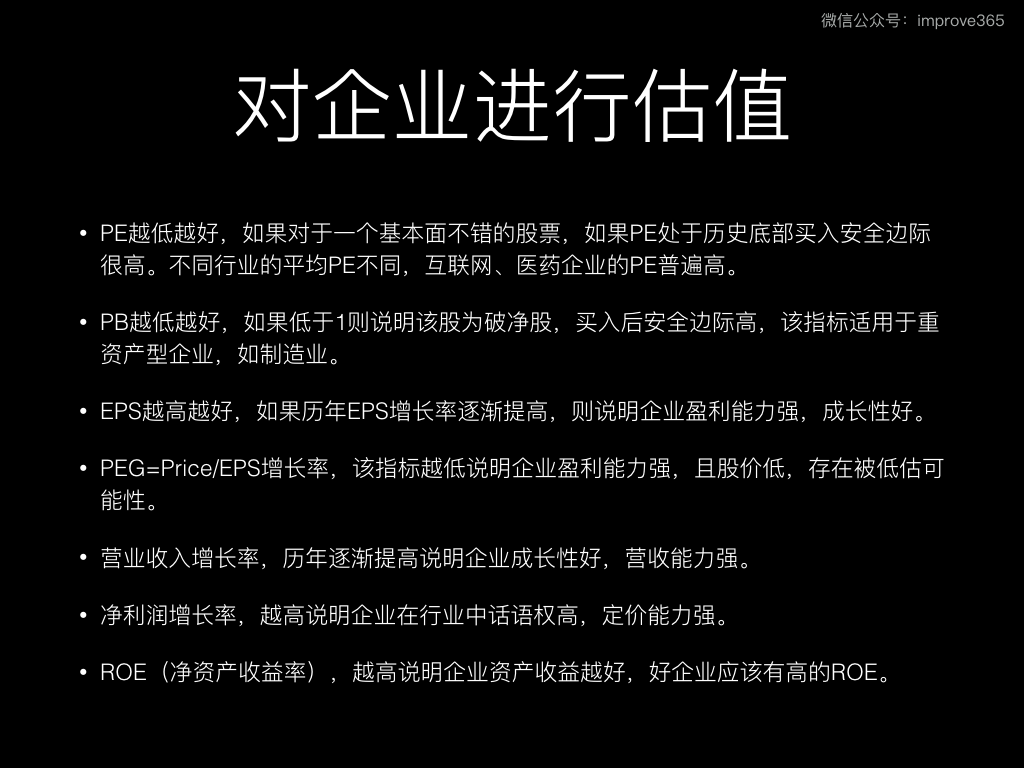 微信公众号：improve365
对企业进行估值
• PE越低越好，如果对于一个基本面不错的股票，如果PE处于历史底部买入安全边际
很高。不同行业的平均PE不同，互联网、医药企业的PE普遍高。
• PB越低越好，如果低于1则说明该股为破净股，买入后安全边际高，该指标适用于重
资产型企业，如制造业。
• EPS越高越好，如果历年EPS增长率逐渐提高，则说明企业盈利能力强，成长性好。
• PEG=Price/EPS增长率，该指标越低说明企业盈利能力强，且股价低，存在被低估可
能性。
• 营业收入增长率，历年逐渐提高说明企业成长性好，营收能力强。
• 净利润增长率，越高说明企业在行业中话语权高，定价能力强。
• ROE（净资产收益率），越高说明企业资产收益越好，好企业应该有高的ROE。